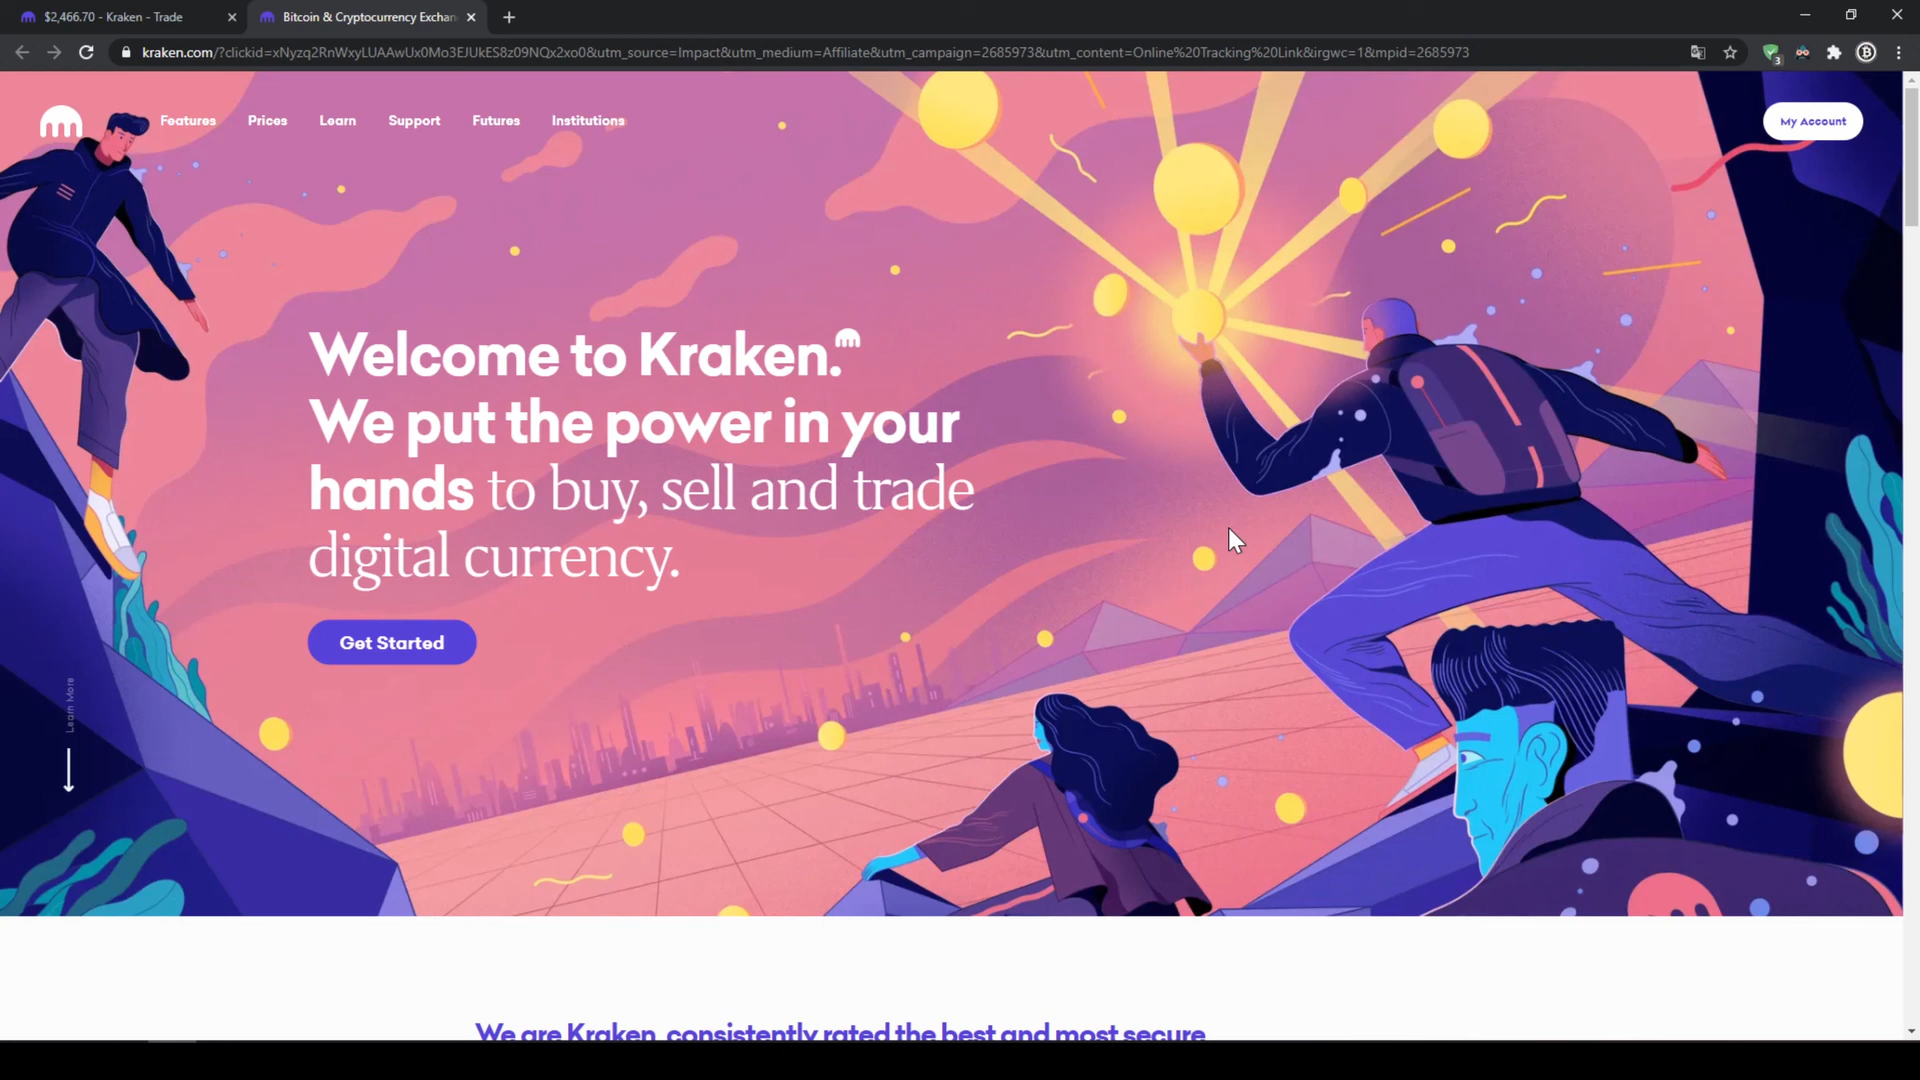 $2,466.70 - Kraken - Trade
Bitcoin & Cryptocurrency Exchan
kraken.com/?clickid=xNyzq2RnWxyLUAAwUx0Mo3EJUkES8z09NQx2xo0&utm_source=Impact&utm_medium=Affiliate&utm_campaign=2685973&utm_content=Online%20Tracking%20Link&irgwc=1&mpid=2685973
3
Features Prices Learn Support Futures Institutions
My Account
Welcome to Kraken.
We put the power in your
hands to buy, sell and trade
digital currency.
Get Started
Learn More
We are Kraken, consistently rated the best and most secure